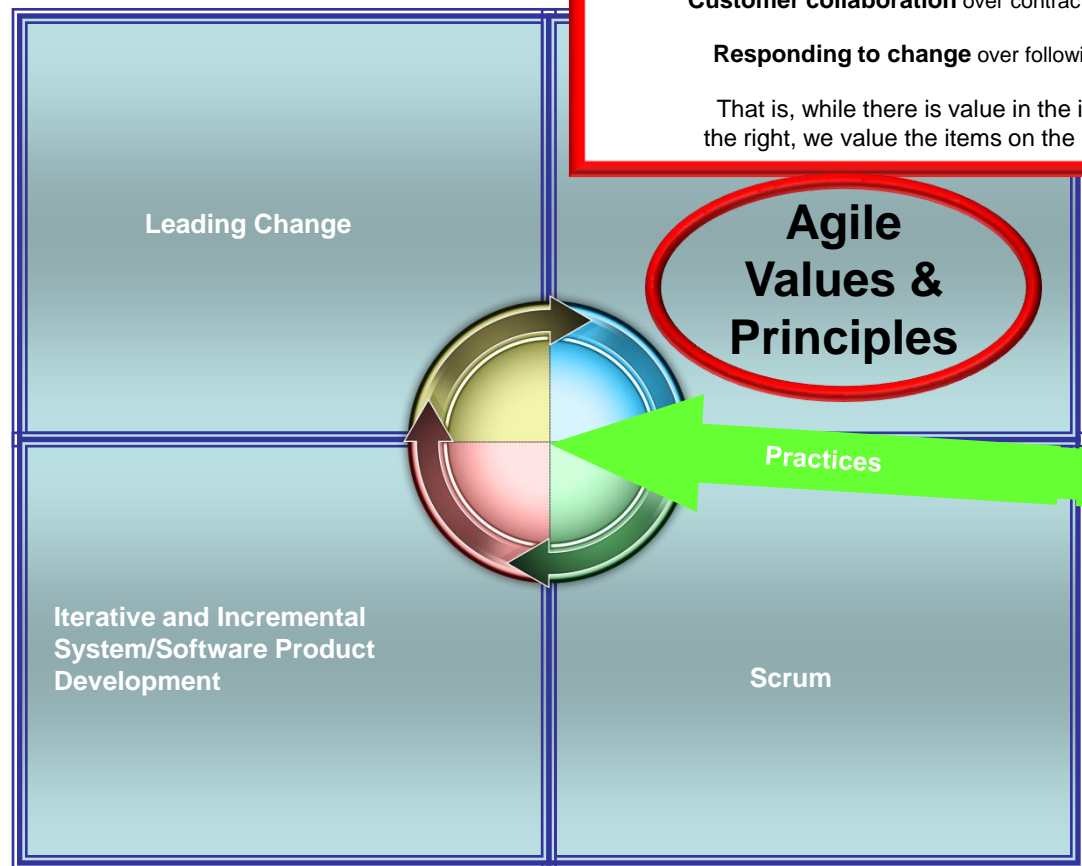 Customer collaboration over contrac
Responding to change over followi
That is, while there is value in the i
the right, we value the items on the
Leading Change
Agile
Values &
Principles
Practices
Iterative and Incremental
System/Software Product
Development
Scrum